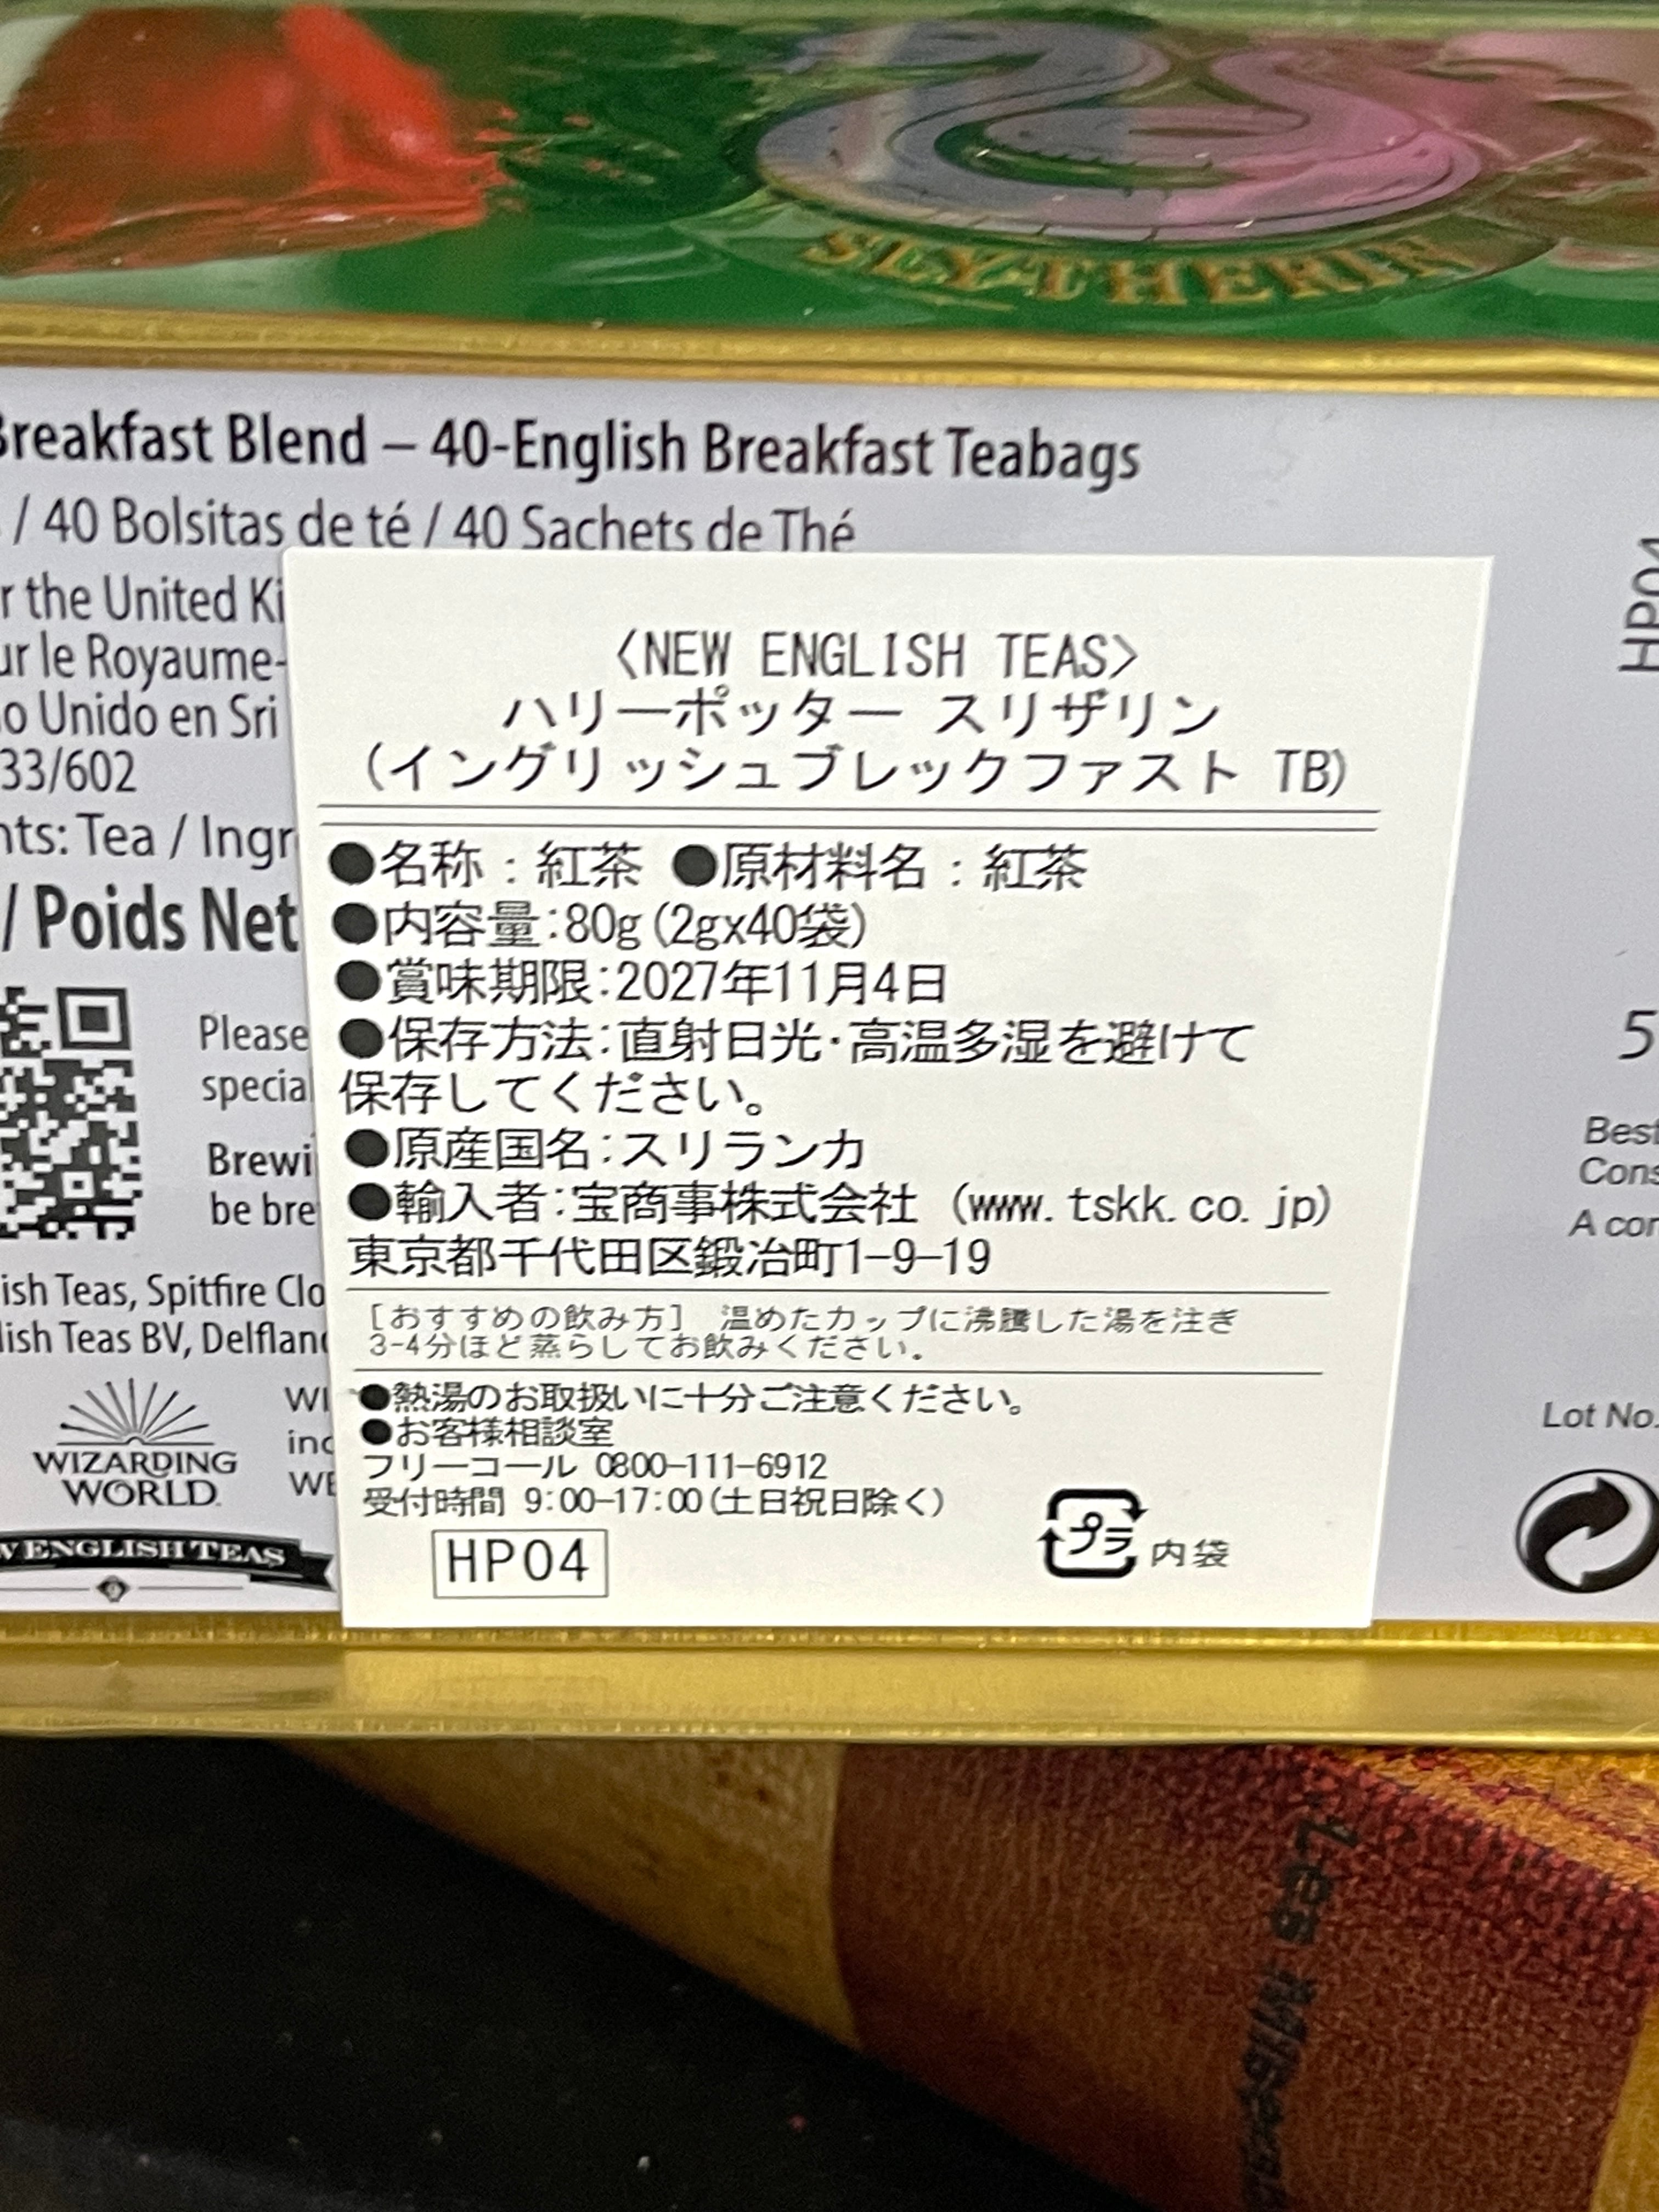 SLYTHERIN
Breakfast Blend – 40-English Breakfast Teabags
/ 40 Bolsitas de té / 40 Sachets de Thé
r the United Ki
ur le Royaume-
o Unido en Sri
33/602
nts: Tea / Ingr
/ Poids Net
Please
special
Brewi
be bre
ish Teas, Spitfire Clo
lish Teas BV, Delfland
WIZARDING
WORLD
WI
inc
WE
W ENGLISH TEAS
〈NEW ENGLISH TEAS〉
ハリーポッター スリザリン
(イングリッシュブレックファスト TB)
●名称：紅茶 ●原材料名：紅茶
●内容量:80g(2gx40袋)
●賞味期限:2027年11月4日
●保存方法:直射日光・高温多湿を避けて
保存してください。
●原産国名:スリランカ
●輸入者:宝商事株式会社 (www.tskk.co.jp)
東京都千代田区鍛冶町1-9-19
[おすすめの飲み方] 温めたカップに沸騰した湯を注ぎ
3-4分ほど蒸らしてお飲みください。
●熱湯のお取扱いに十分ご注意ください。
●お客様相談室
フリーコール 0800-111-6912
受付時間 9:00-17:00(土日祝日除く)
HP04
プラ 内袋
HP04
5
Best
Cons
A con
Lot No.
Les Misérab